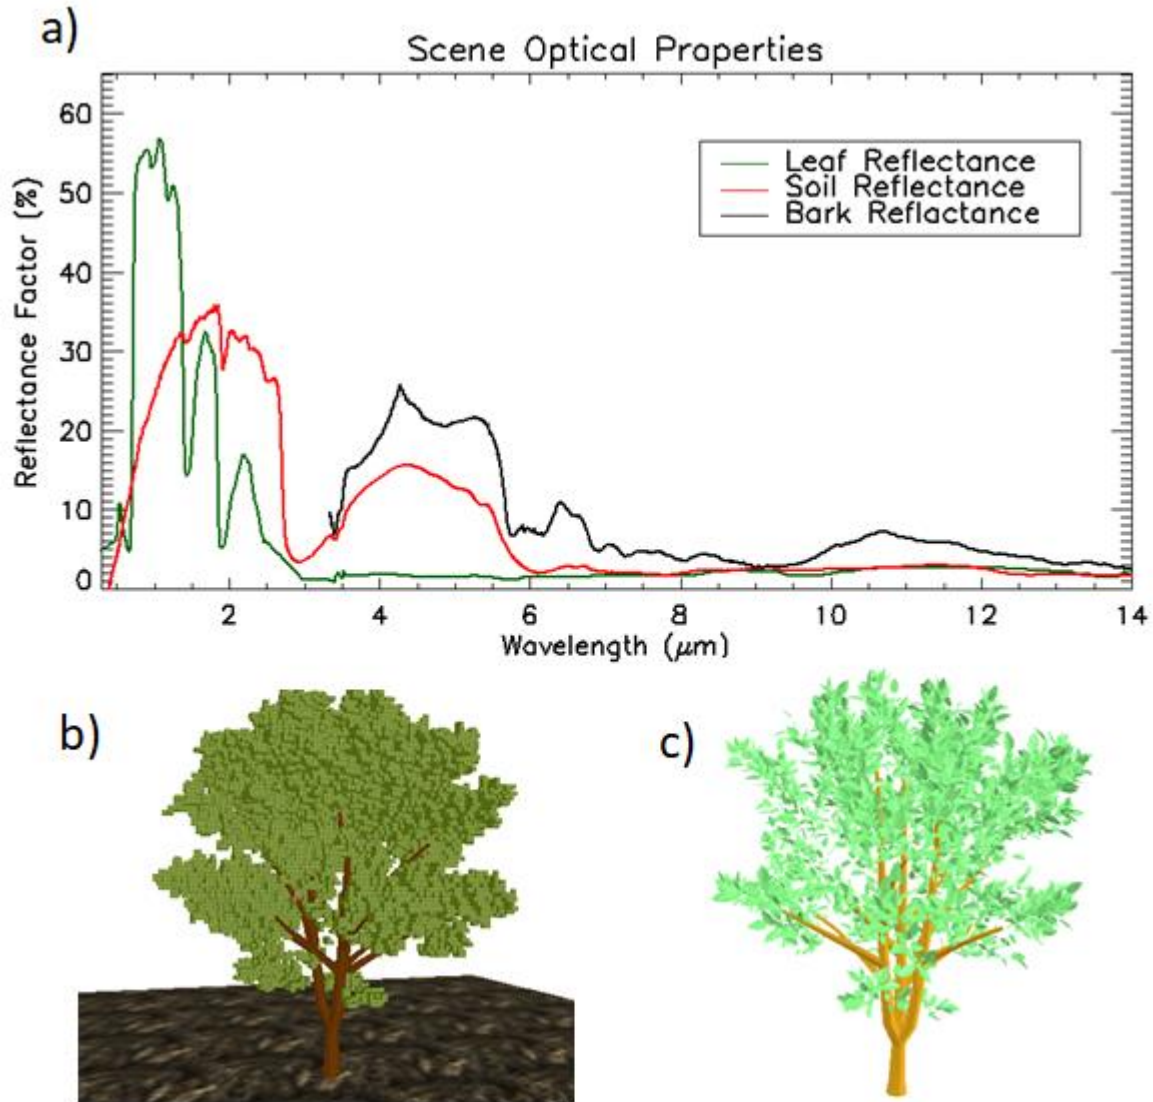 a)
Scene Optical Properties
60
50
40
30
20
10
0
Reflectance Factor (%)
Leaf Reflectance
Soil Reflectance
Bark Reflactance
2 4 6 8 10 12 14
Wavelength (μm)
b)
c)